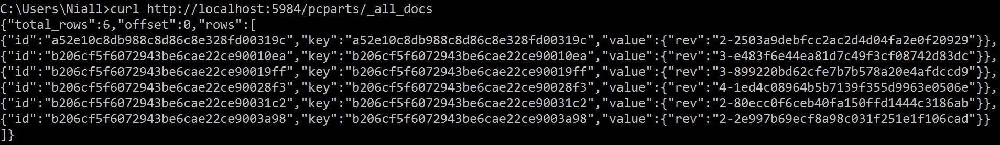 C:\Users\Niall>curl http://localhost:5984/pcparts/_all_docs
{"total_rows":6,"offset":0,"rows":[
{"id":"a52e10c8db988c8d86c8e328fd00319c","key":"a52e10c8db988c8d86c8e328fd00319c","value":{"rev":"2-2503a9debfcc2ac2d4d04fa2e0f20929"}},
{"id":"b206cf5f6072943be6cae22ce90010ea","key":"b206cf5f6072943be6cae22ce90010ea","value":{"rev":"3-e483f6e44ea81d7c49f3cf08742d83dc"}},
{"id":"b206cf5f6072943be6cae22ce90019ff","key":"b206cf5f6072943be6cae22ce90019ff","value":{"rev":"3-899220bd62cfe7b7b578a20e4afdccd9"}},
{"id":"b206cf5f6072943be6cae22ce90028f3","key":"b206cf5f6072943be6cae22ce90028f3","value":{"rev":"4-1ed4c08964b5b7139f355d9963e0506e"}},
{"id":"b206cf5f6072943be6cae22ce90031c2","key":"b206cf5f6072943be6cae22ce90031c2","value":{"rev":"2-80ecc0f6ceb40fa150ffd1444c3186ab"}},
{"id":"b206cf5f6072943be6cae22ce9003a98","key":"b206cf5f6072943be6cae22ce9003a98","value":{"rev":"2-2e997b69ecf8a98c031f251e1f106cad"}}
]}